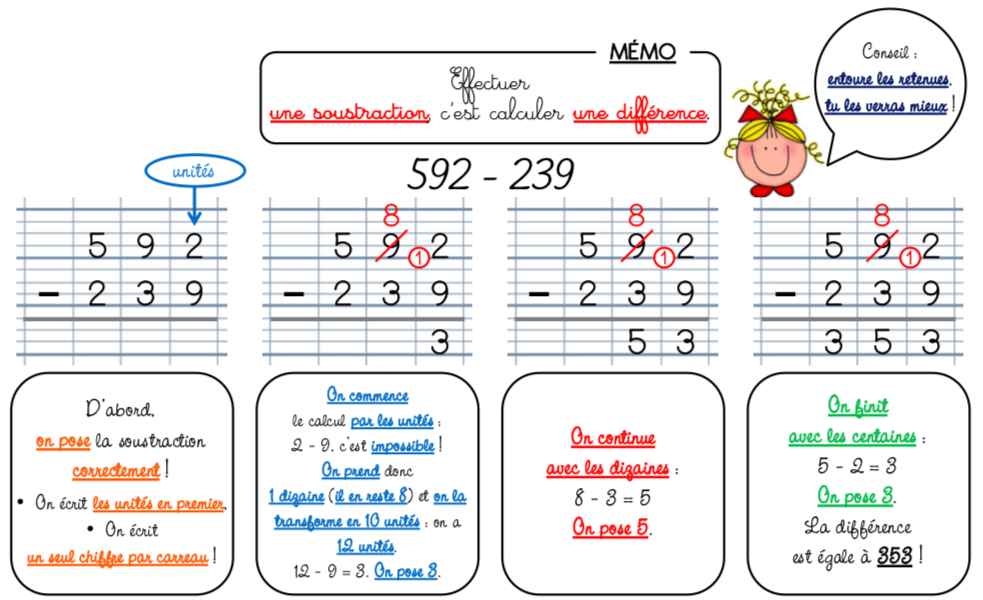 MÉMO
Effectuer
une soustraction, c'est calculer une différence.
Conseil :
entoure les retenues,
tu les verras mieux !
592 - 239
unités
5 9 2
- 2 3 9
8
5 9 1 2
- 2 3 9
3
8
5 9 1 2
- 2 3 9
5 3
8
5 9 1 2
- 2 3 9
3 5 3
D'abord,
on pose la soustraction
correctement !
• On écrit les unités en premier.
• On écrit
un seul chiffre par carreau !
On commence
le calcul par les unités :
2 - 9, c'est impossible !
On prend donc
1 dizaine (il en reste 8) et on la
transforme en 10 unités : on a
12 unités.
12 - 9 = 3. On pose 3.
On continue
avec les dizaines :
8 - 3 = 5
On pose 5.
On finit
avec les centaines :
5 - 2 = 3
On pose 3.
La différence
est égale à 353 !